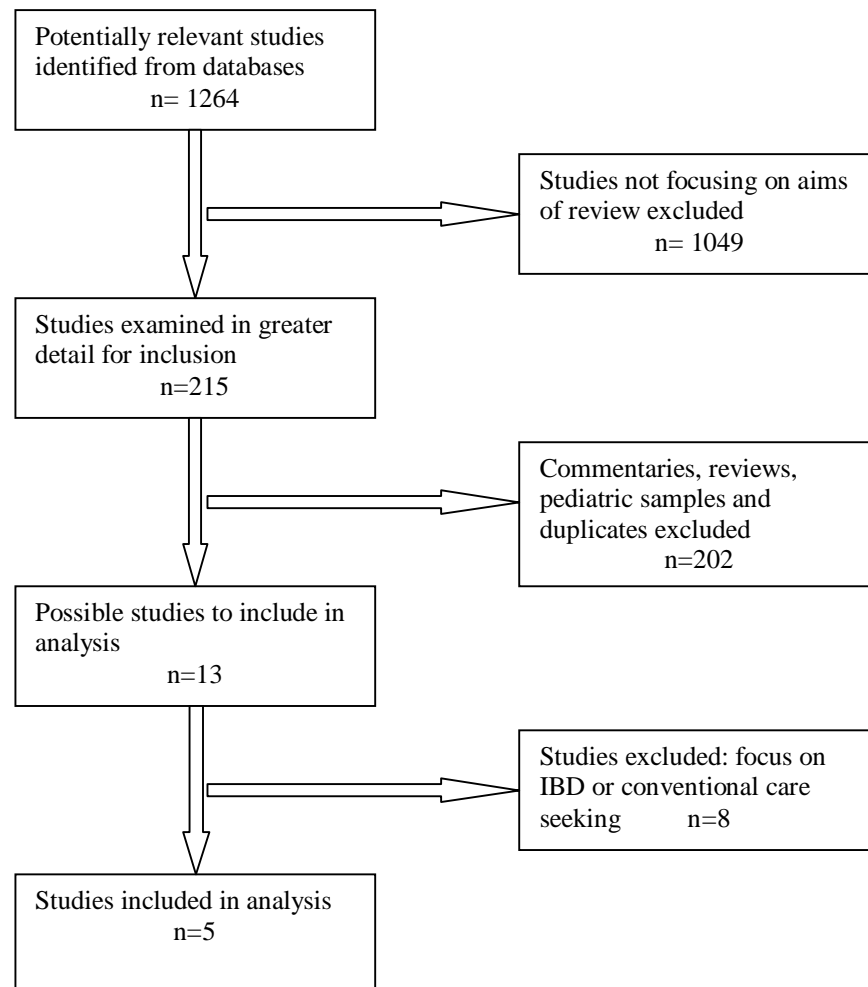 Potentially relevant studies
identified from databases
n= 1264
Studies not focusing on aims
of review excluded
n= 1049
Studies examined in greater
detail for inclusion
n=215
Commentaries, reviews,
pediatric samples and
duplicates excluded
n=202
Possible studies to include in
analysis
n=13
Studies excluded: focus on
IBD or conventional care
seeking n=8
Studies included in analysis
n=5